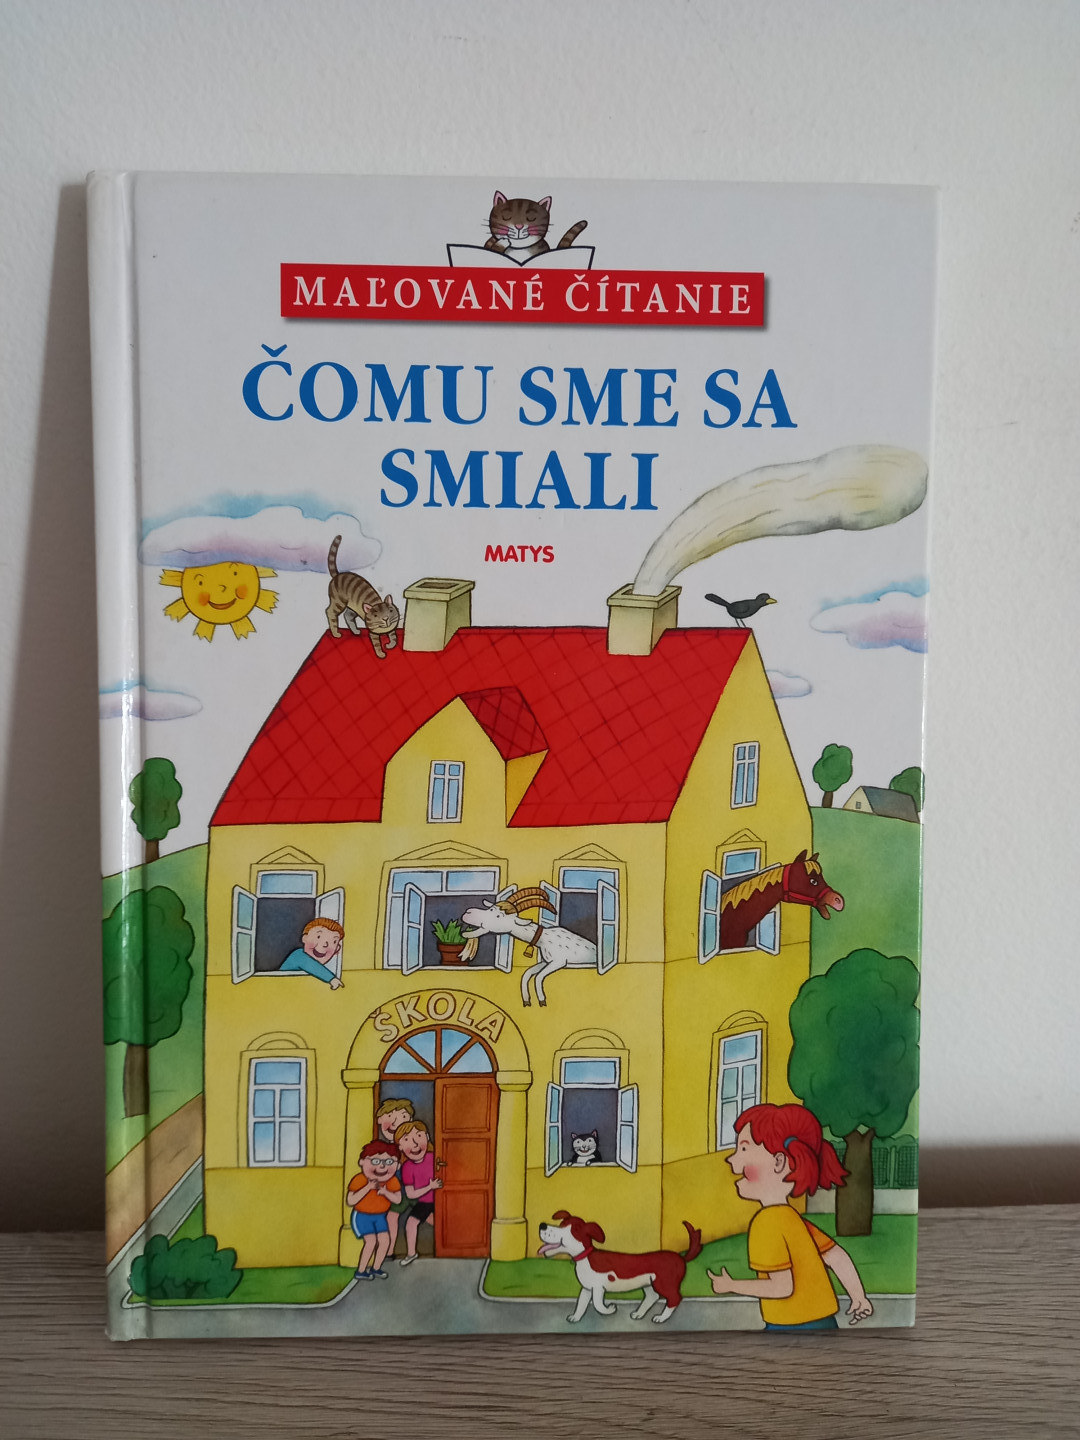 MAĽOVANÉ ČÍTANIE
ČOMU SME SA
SMIALI
MATYS
ŠKOLA